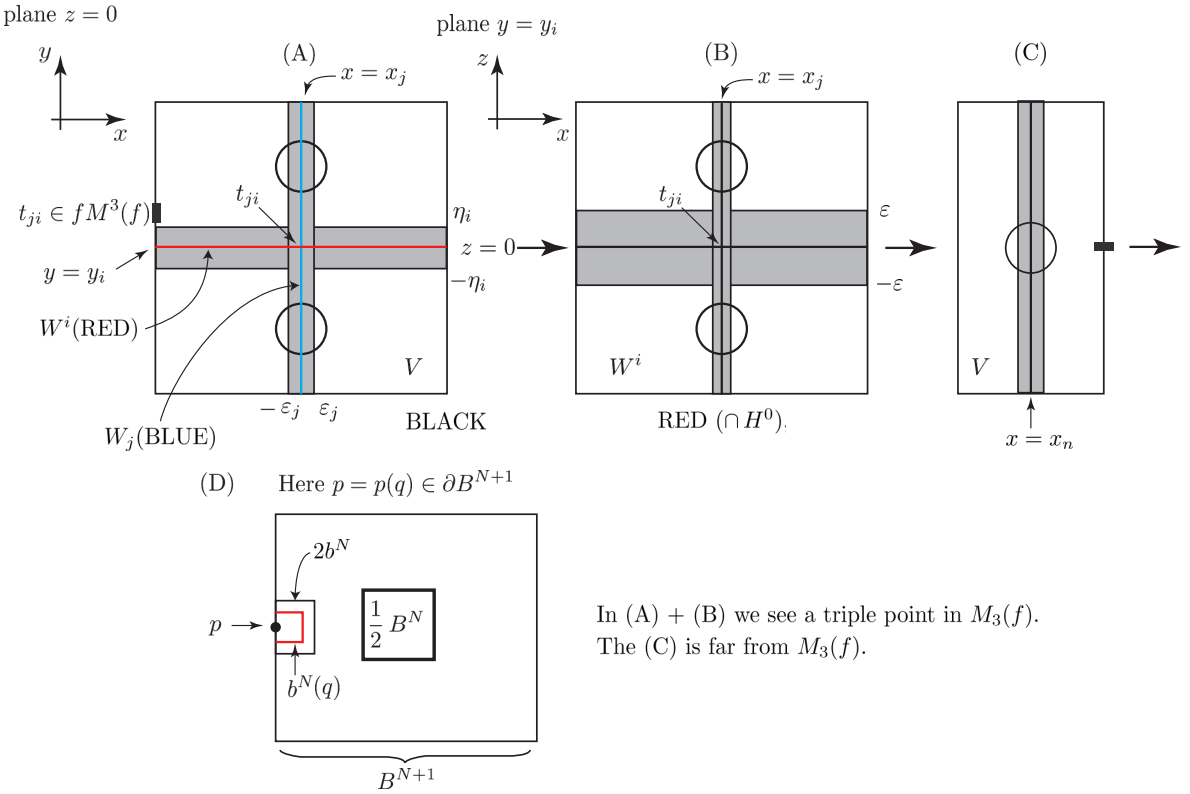 plane z = 0
plane y = y_i
(A)
(B)
(C)
y
x
x = x_j
z
x
x = x_j
t_{ji}
t_{ji} ∈ fM^3(f)
η_i
z = 0
y = y_i
−η_i
W^i(RED)
V
− ε_j
ε_j
W_j(BLUE)
BLACK
t_{ji}
ε
−ε
W^i
RED (∩ H^0).
V
x = x_n
(D) Here p = p(q) ∈ ∂B^{N+1}
2b^N
p
\frac{1}{2} B^N
b^N(q)
B^{N+1}
In (A) + (B) we see a triple point in M_3(f).
The (C) is far from M_3(f).